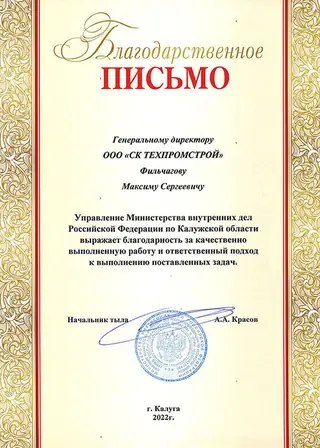 Благодарственное
ПИСЬМО
Генеральному директору
ООО «СК ТЕХПРОМСТРОЙ»
Фильчагову
Максиму Сергеевичу
Управление Министерства внутренних дел
Российской Федерации по Калужской области
выражает благодарность за качественно
выполненную работу и ответственный подход
к выполнению поставленных задач.
Начальник тыла А.А. Красов
г. Калуга
2022г.